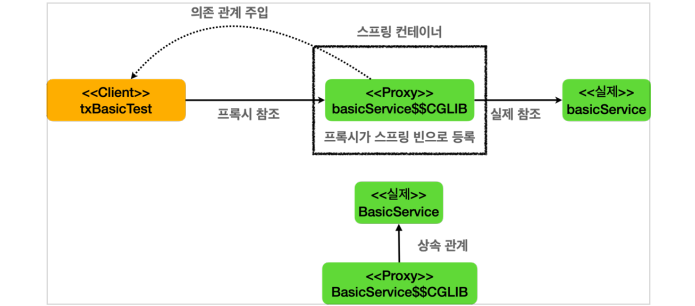 의존 관계 주입
스프링 컨테이너
<<Client>>
txBasicTest
프록시 참조
<<Proxy>>
basicService$$CGLIB
프록시가 스프링 빈으로 등록
실제 참조
<<실제>>
basicService
<<실제>>
BasicService
상속 관계
<<Proxy>>
BasicService$$CGLIB